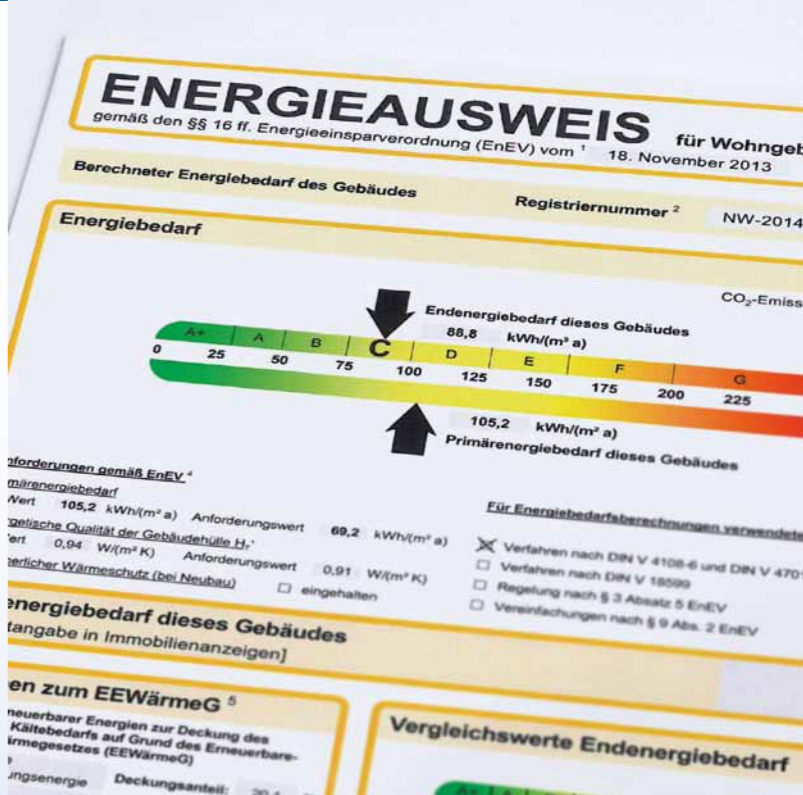 ENERGIEAUSWEIS für Wohngeb
gemäß den §§ 16 ff. Energieeinsparverordnung (EnEV) vom ¹ 18. November 2013
Berechneter Energiebedarf des Gebäudes Registriernummer ² NW-2014
Energiebedarf
CO₂-Emiss
Endenergiebedarf dieses Gebäudes
88,8 kWh/(m² a)
A+ A B C D E F G
0 25 50 75 100 125 150 175 200 225
105,2 kWh/(m² a)
Primärenergiebedarf dieses Gebäudes
nforderungen gemäß EnEV ⁴
märenergiebedarf
Wert 105,2 kWh/(m² a) Anforderungswert 69,2 kWh/(m² a)
rgetische Qualität der Gebäudehülle H
ert 0,94 W/(m² K) Anforderungswert 0,91 W/(m² K)
erlicher Wärmeschutz (bei Neubau) eingehalten
Für Energiebedarfsberechnungen verwendete
Verfahren nach DIN V 4108-6 und DIN V 4701
Verfahren nach DIN V 18599
Regelung nach § 3 Absatz 5 EnEV
Vereinfachungen nach § 9 Abs. 2 EnEV
energiebedarf dieses Gebäudes
tangabe in Immobilienanzeigen]
en zum EEWärmeG ⁵
neuerbarer Energien zur Deckung des
Kältebedarfs auf Grund des Erneuerbare-
ärmegesetzes (EEWärmeG)
ungsenergie Deckungsanteil:
Vergleichswerte Endenergiebedarf
A+ A